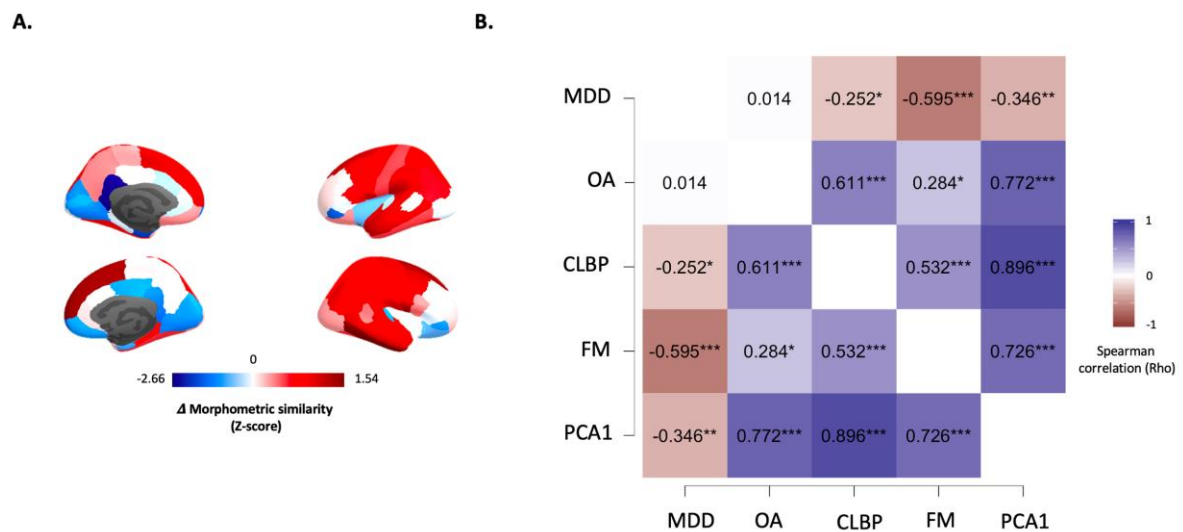 A.
B.
0
-2.66 1.54
Δ Morphometric similarity
(Z-score)
MDD 0.014 -0.252* -0.595*** -0.346**
OA 0.014 0.611*** 0.284* 0.772***
CLBP -0.252* 0.611*** 0.532*** 0.896***
FM -0.595*** 0.284* 0.532*** 0.726***
PCA1 -0.346** 0.772*** 0.896*** 0.726***
MDD OA CLBP FM PCA1
1
0
-1
Spearman
correlation (Rho)